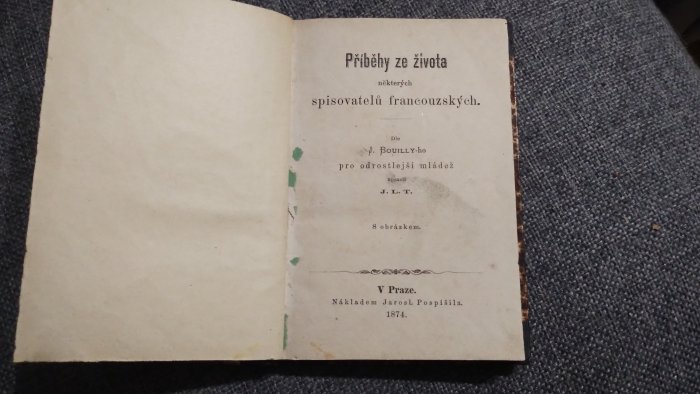 Příběhy ze života
některých
spisovatelů francouzských.
Dle
J. BOUILLY-ho
pro odrostlejší mládež
J. L. T.
S obrázkem.
V Praze.
Nákladem Jarosl. Pospíšila.
1874.